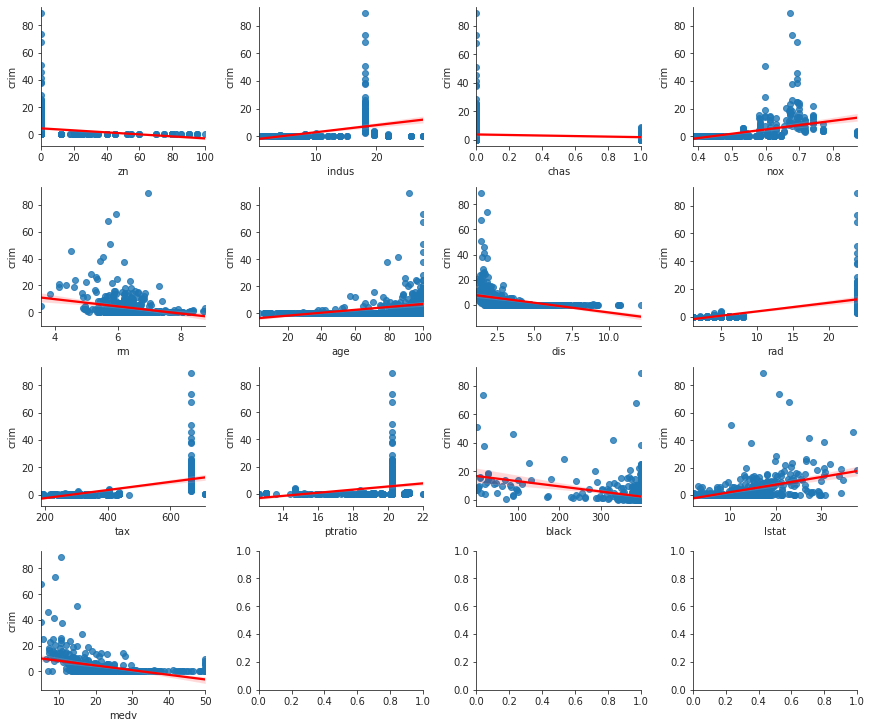 crim 80 60 40 20 0
0 20 40 60 80 100
zn
crim 80 60 40 20 0
10 20
indus
crim 80 60 40 20 0
0.0 0.2 0.4 0.6 0.8 1.0
chas
crim 80 60 40 20 0
0.4 0.5 0.6 0.7 0.8
nox
crim 80 60 40 20 0
4 6 8
rm
crim 80 60 40 20 0
20 40 60 80 100
age
crim 80 60 40 20 0
2.5 5.0 7.5 10.0
dis
crim 80 60 40 20 0
5 10 15 20
rad
crim 80 60 40 20 0
200 400 600
tax
crim 80 60 40 20 0
14 16 18 20 22
ptratio
crim 80 60 40 20 0
100 200 300
black
crim 80 60 40 20 0
10 20 30
lstat
crim 80 60 40 20 0
10 20 30 40 50
medv
1.0 0.8 0.6 0.4 0.2 0.0
0.0 0.2 0.4 0.6 0.8 1.0
1.0 0.8 0.6 0.4 0.2 0.0
0.0 0.2 0.4 0.6 0.8 1.0
1.0 0.8 0.6 0.4 0.2 0.0
0.0 0.2 0.4 0.6 0.8 1.0